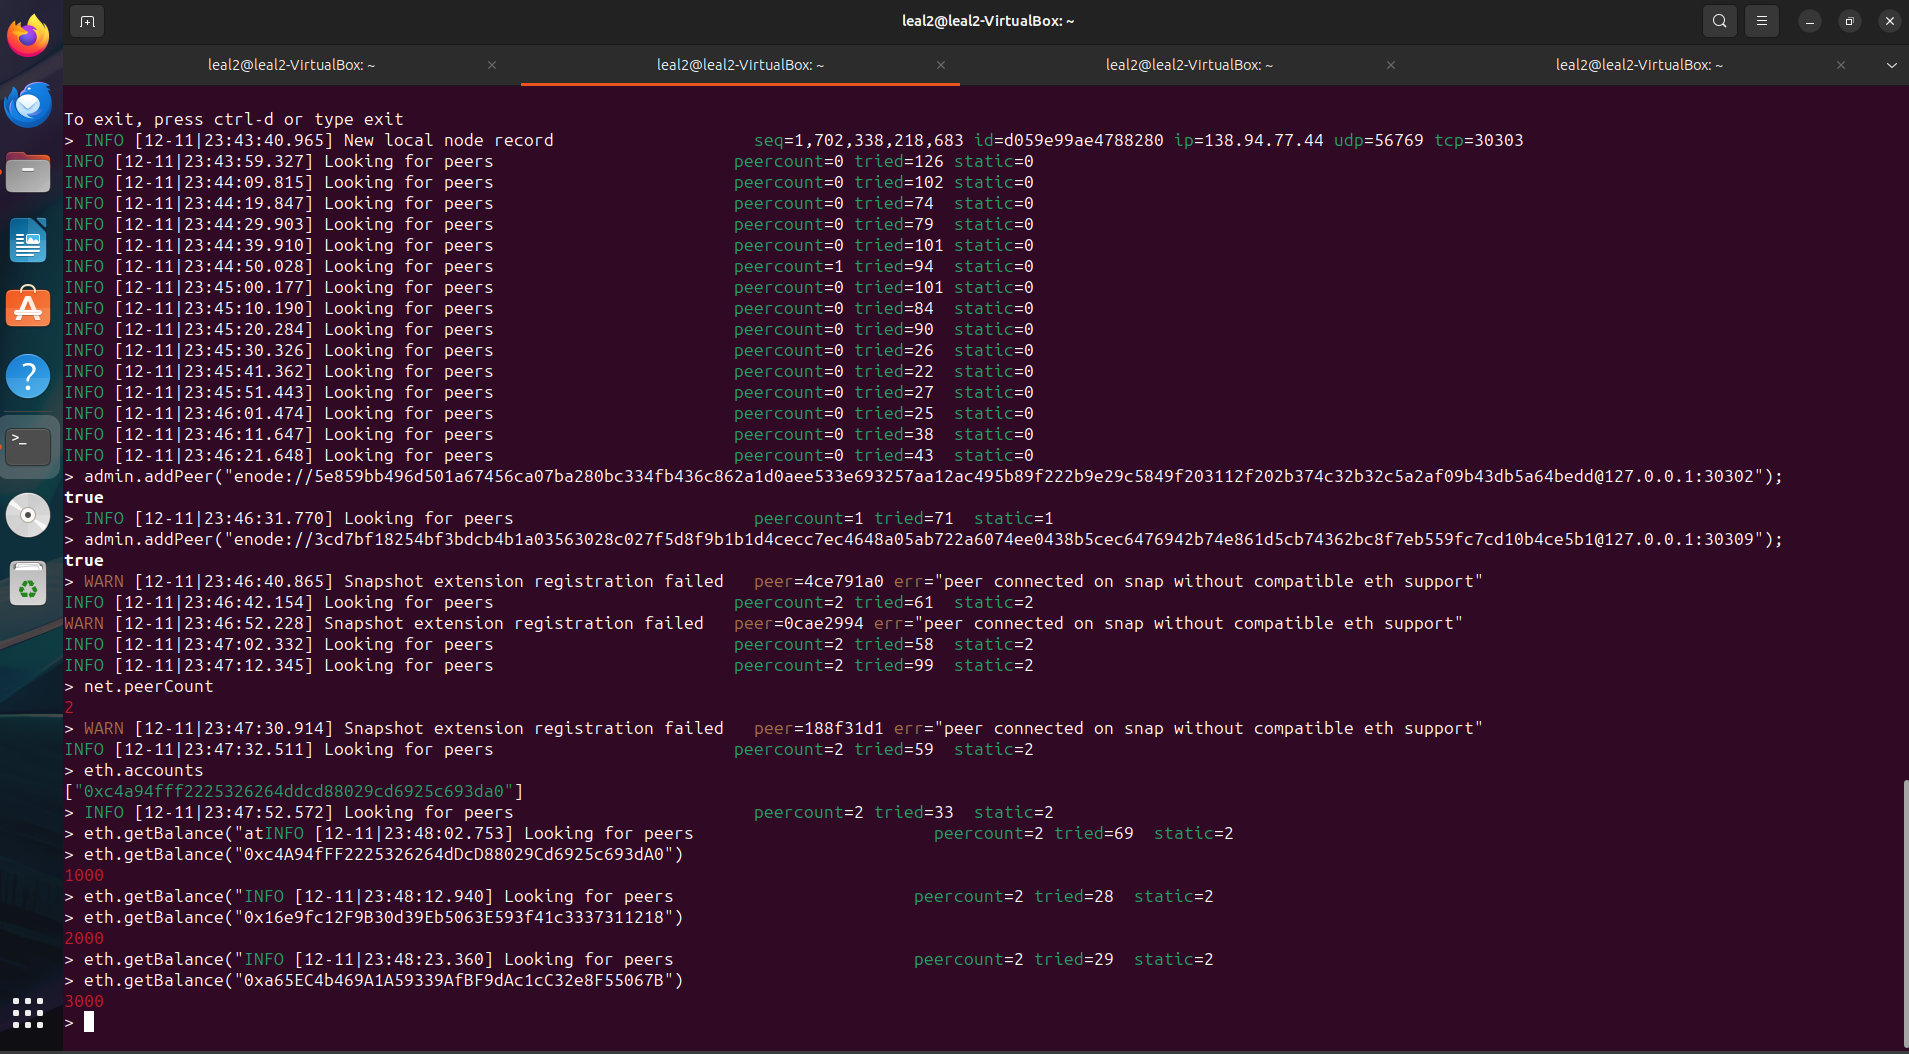 leal2@leal2-VirtualBox: ~
leal2@leal2-VirtualBox: ~
leal2@leal2-VirtualBox: ~
leal2@leal2-VirtualBox: ~
leal2@leal2-VirtualBox: ~
To exit, press ctrl-d or type exit
> INFO [12-11|23:43:40.965] New local node record seq=1,702,338,218,683 id=d059e99ae4788280 ip=138.94.77.44 udp=56769 tcp=30303
INFO [12-11|23:43:59.327] Looking for peers peercount=0 tried=126 static=0
INFO [12-11|23:44:09.815] Looking for peers peercount=0 tried=102 static=0
INFO [12-11|23:44:19.847] Looking for peers peercount=0 tried=74 static=0
INFO [12-11|23:44:29.903] Looking for peers peercount=0 tried=79 static=0
INFO [12-11|23:44:39.910] Looking for peers peercount=0 tried=101 static=0
INFO [12-11|23:44:50.028] Looking for peers peercount=1 tried=94 static=0
INFO [12-11|23:45:00.177] Looking for peers peercount=0 tried=101 static=0
INFO [12-11|23:45:10.190] Looking for peers peercount=0 tried=84 static=0
INFO [12-11|23:45:20.284] Looking for peers peercount=0 tried=90 static=0
INFO [12-11|23:45:30.326] Looking for peers peercount=0 tried=26 static=0
INFO [12-11|23:45:41.362] Looking for peers peercount=0 tried=22 static=0
INFO [12-11|23:45:51.443] Looking for peers peercount=0 tried=27 static=0
INFO [12-11|23:46:01.474] Looking for peers peercount=0 tried=25 static=0
INFO [12-11|23:46:11.647] Looking for peers peercount=0 tried=38 static=0
INFO [12-11|23:46:21.648] Looking for peers peercount=0 tried=43 static=0
> admin.addPeer("enode://5e859bb496d501a67456ca07ba280bc334fb436c862a1d0aee533e693257aa12ac495b89f222b9e29c5849f203112f202b374c32b32c5a2af09b43db5a64bedd@127.0.0.1:30302");
true
> INFO [12-11|23:46:31.770] Looking for peers peercount=1 tried=71 static=1
> admin.addPeer("enode://3cd7bf18254bf3bdcb4b1a03563028c027f5d8f9b1b1d4cecc7ec4648a05ab722a6074ee0438b5cec6476942b74e861d5cb74362bc8f7eb559fc7cd10b4ce5b1@127.0.0.1:30309");
true
> WARN [12-11|23:46:40.865] Snapshot extension registration failed peer=4ce791a0 err="peer connected on snap without compatible eth support"
INFO [12-11|23:46:42.154] Looking for peers peercount=2 tried=61 static=2
WARN [12-11|23:46:52.228] Snapshot extension registration failed peer=0cae2994 err="peer connected on snap without compatible eth support"
INFO [12-11|23:47:02.332] Looking for peers peercount=2 tried=58 static=2
INFO [12-11|23:47:12.345] Looking for peers peercount=2 tried=99 static=2
> net.peerCount
2
> WARN [12-11|23:47:30.914] Snapshot extension registration failed peer=188f31d1 err="peer connected on snap without compatible eth support"
INFO [12-11|23:47:32.511] Looking for peers peercount=2 tried=59 static=2
> eth.accounts
["0xc4a94fff2225326264ddcd88029cd6925c693da0"]
> INFO [12-11|23:47:52.572] Looking for peers peercount=2 tried=33 static=2
> eth.getBalance("atINFO [12-11|23:48:02.753] Looking for peers peercount=2 tried=69 static=2
> eth.getBalance("0xc4A94fFF2225326264dDcD88029Cd6925c693dA0")
1000
> eth.getBalance("INFO [12-11|23:48:12.940] Looking for peers peercount=2 tried=28 static=2
> eth.getBalance("0x16e9fc12F9B30d39Eb5063E593f41c3337311218")
2000
> eth.getBalance("INFO [12-11|23:48:23.360] Looking for peers peercount=2 tried=29 static=2
> eth.getBalance("0xa65EC4b469A1A59339AfBF9dAc1cC32e8F55067B")
3000
>